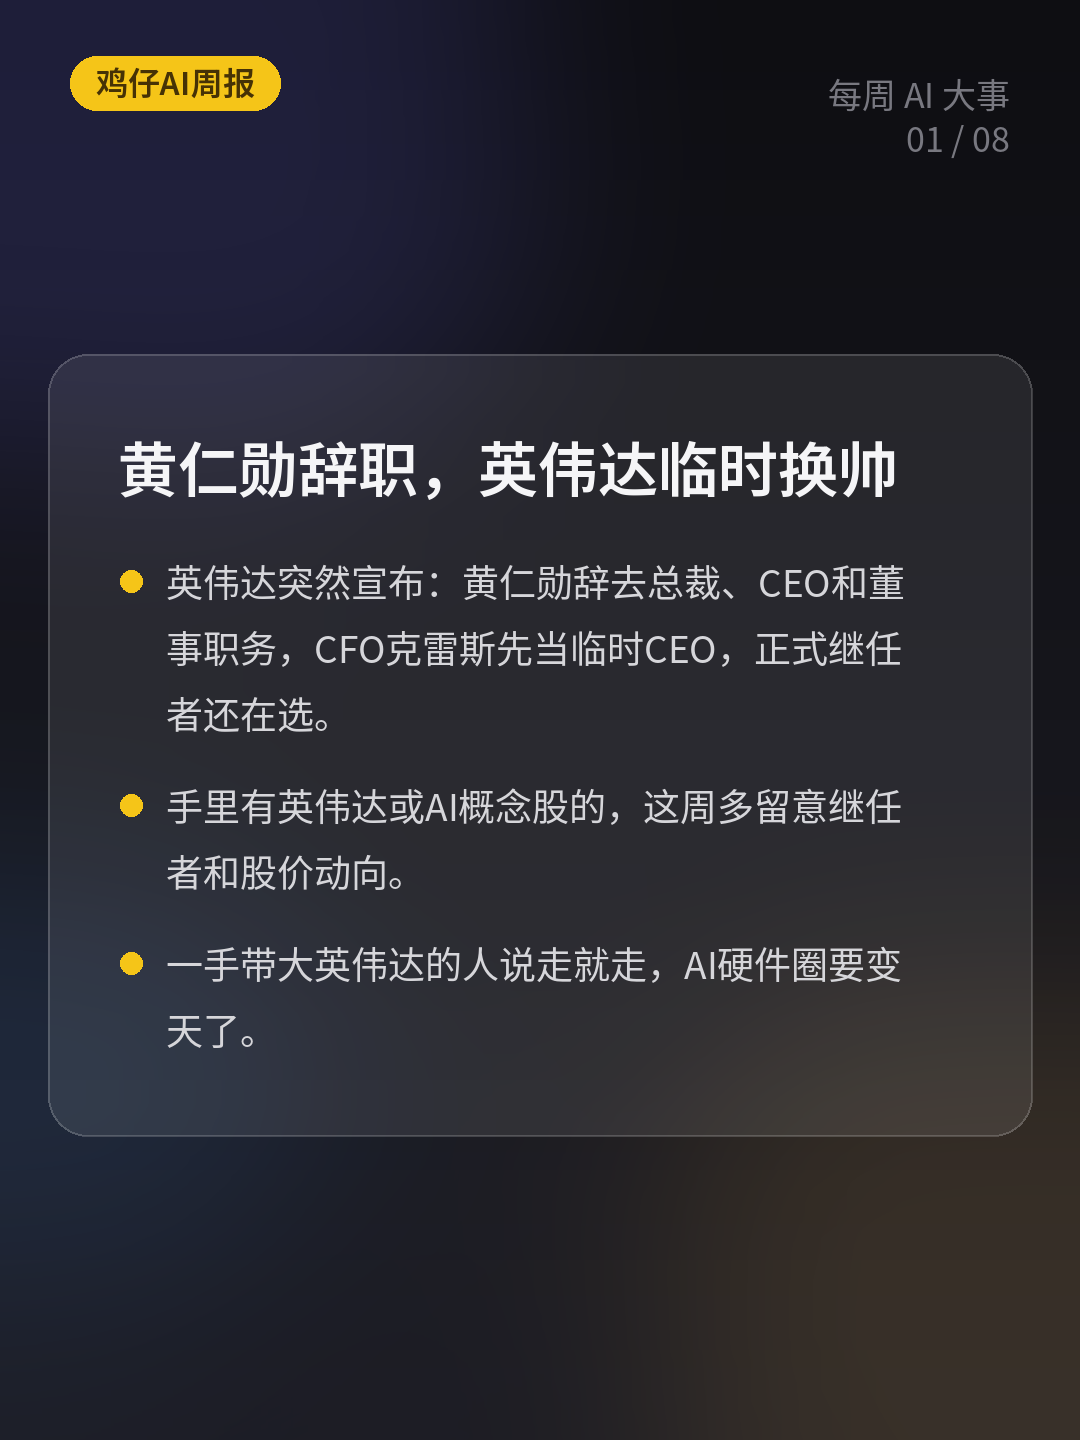 鸡仔AI周报
每周 AI 大事
01 / 08
黄仁勋辞职，英伟达临时换帅
英伟达突然宣布：黄仁勋辞去总裁、CEO和董
事职务，CFO克雷斯先当临时CEO，正式继任
者还在选。
手里有英伟达或AI概念股的，这周多留意继任
者和股价动向。
一手带大英伟达的人说走就走，AI硬件圈要变
天了。